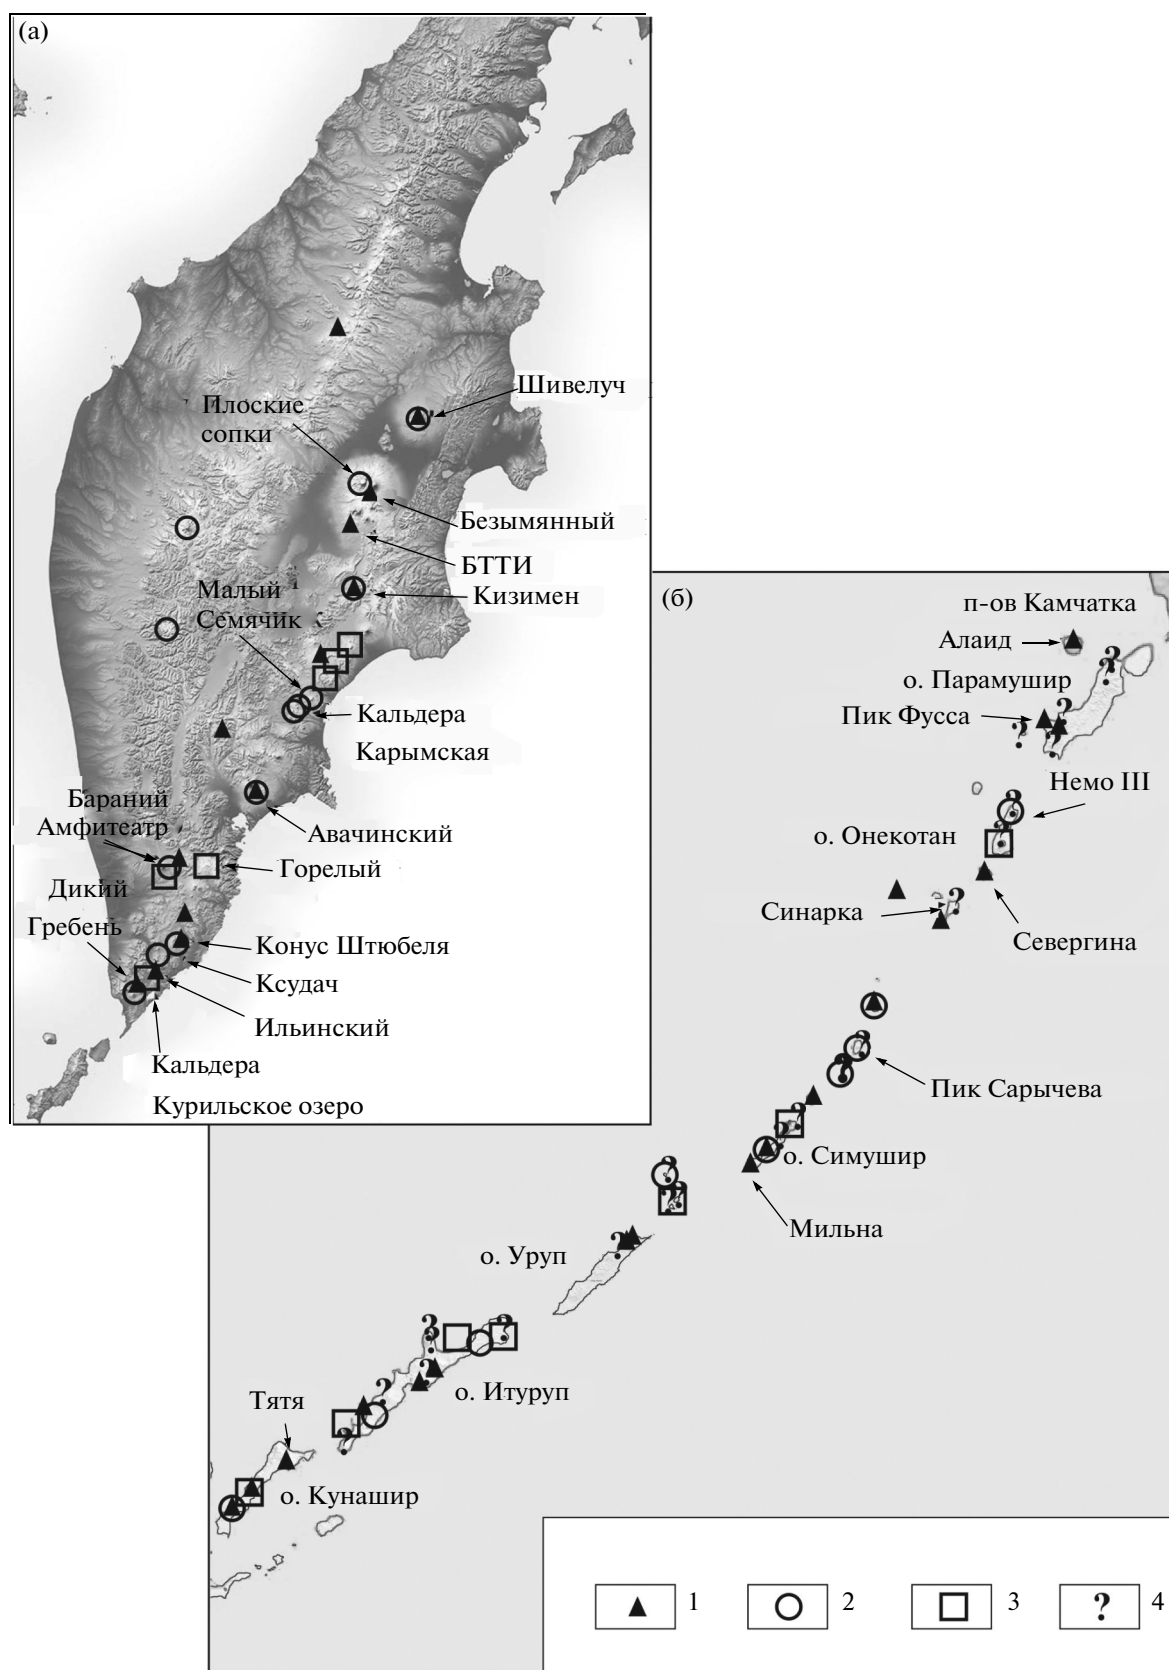 (а)
Шивелуч
Плоские
сопки
Безымянный
БТТИ
Кизимен
Малый
Семячик
Кальдера
Карымская
Авачинский
Бараний
Амфитеатр
Горелый
Дикий
Гребень
Конус Штюбеля
Ксудач
Ильинский
Кальдера
Курильское озеро
(б)
п-ов Камчатка
Алаид
о. Парамушир
Пик Фусса
Немо III
о. Онекотан
Синарка
Севергина
Пик Сарычева
о. Симушир
Мильна
о. Уруп
о. Итуруп
Тятя
о. Кунашир
1 2 3 ? 4